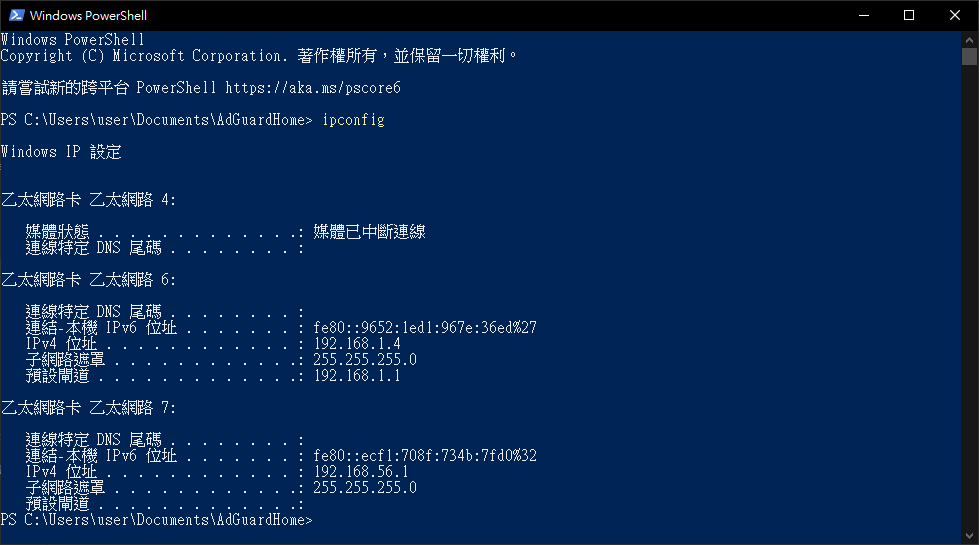 Windows PowerShell
Windows PowerShell
Copyright (C) Microsoft Corporation. 著作權所有，並保留一切權利。
請嘗試新的跨平台 PowerShell https://aka.ms/pscore6
PS C:\Users\user\Documents\AdGuardHome> ipconfig
Windows IP 設定
乙太網路卡 乙太網路 4:
媒體狀態 . . . . . . . . . . . . .: 媒體已中斷連線
連線特定 DNS 尾碼 . . . . . . . . :
乙太網路卡 乙太網路 6:
連線特定 DNS 尾碼 . . . . . . . . :
連結-本機 IPv6 位址 . . . . . . . : fe80::9652:1ed1:967e:36ed%27
IPv4 位址 . . . . . . . . . . . . : 192.168.1.4
子網路遮罩 . . . . . . . . . . . .: 255.255.255.0
預設閘道 . . . . . . . . . . . . .: 192.168.1.1
乙太網路卡 乙太網路 7:
連線特定 DNS 尾碼 . . . . . . . . :
連結-本機 IPv6 位址 . . . . . . . : fe80::ecf1:708f:734b:7fd0%32
IPv4 位址 . . . . . . . . . . . . : 192.168.56.1
子網路遮罩 . . . . . . . . . . . .: 255.255.255.0
預設閘道 . . . . . . . . . . . . .:
PS C:\Users\user\Documents\AdGuardHome>